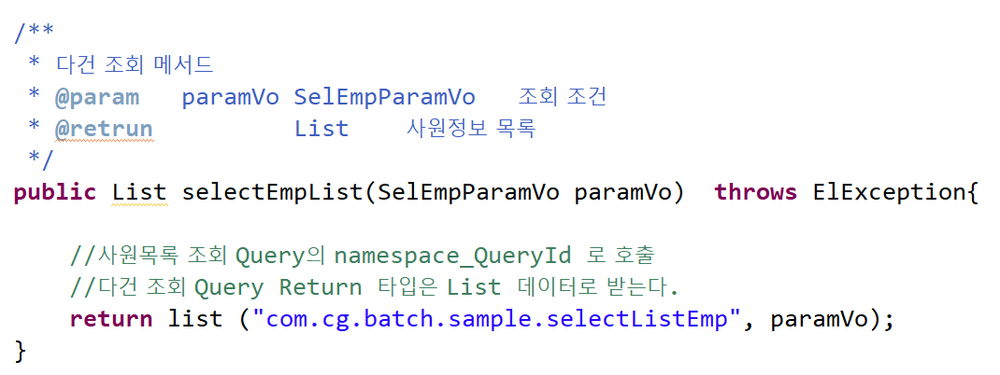 /**
 * 다건 조회 메서드
 * @param   paramVo SelEmpParamVo   조회 조건
 * @retrun          List    사원정보 목록
 */
public List selectEmpList(SelEmpParamVo paramVo)  throws ElException{
    //사원목록 조회 Query의 namespace_QueryId 로 호출
    //다건 조회 Query Return 타입은 List 데이터로 받는다.
    return list ("com.cg.batch.sample.selectListEmp", paramVo);
}